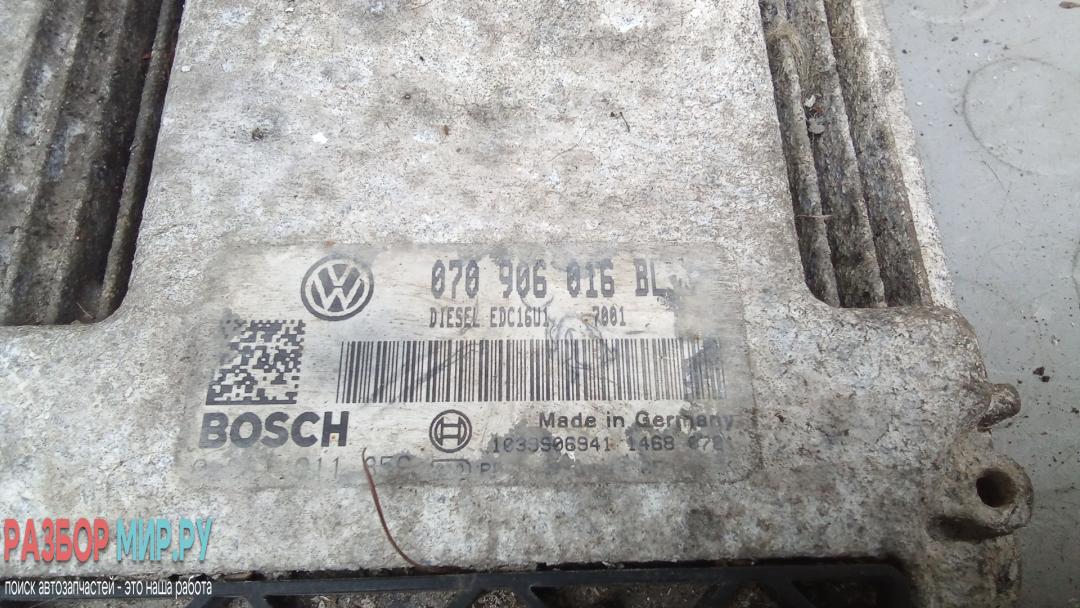 070 906 016 BL
DIESEL EDC16U1 7001
BOSCH
Made in Germany
1039S06941 1468
РАЗБОР МИР.РУ
поиск автозапчастей - это наша работа